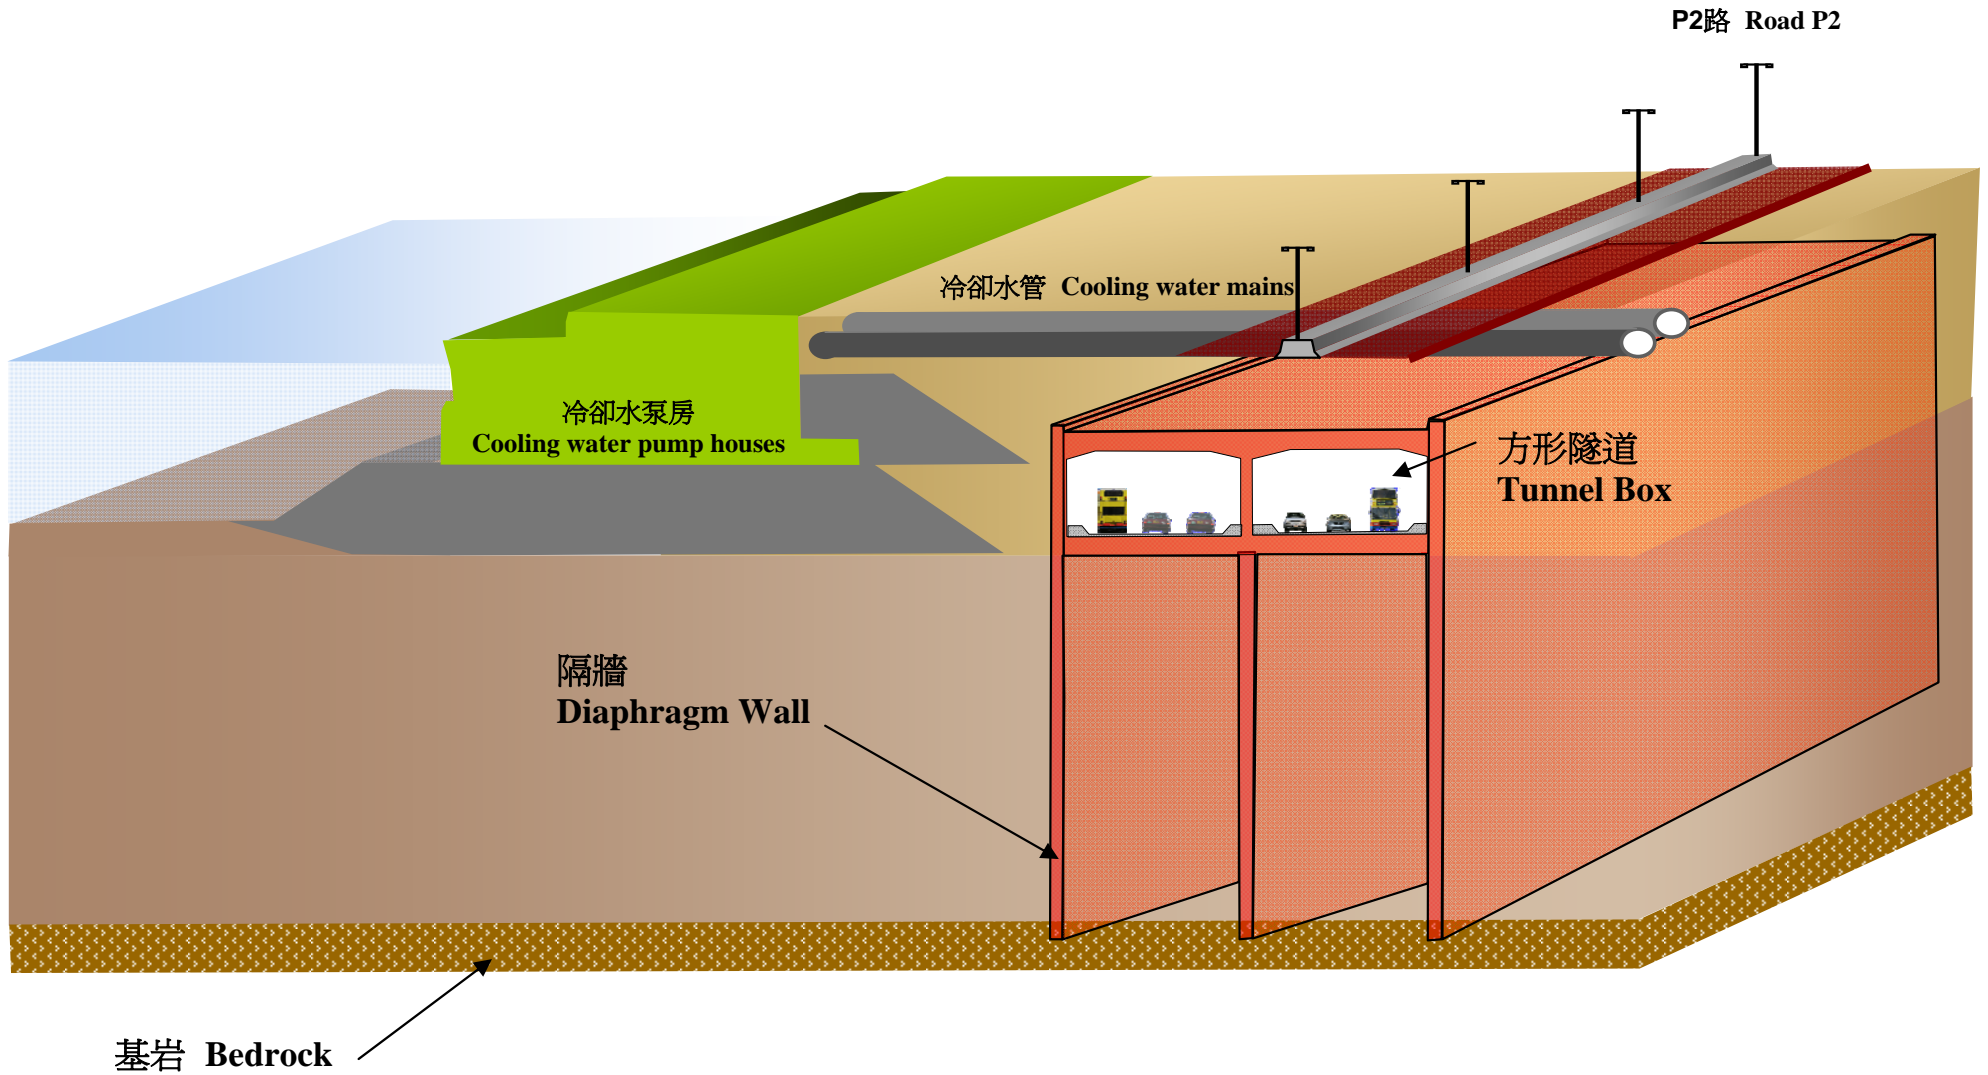 P2路 Road P2
冷卻水管 Cooling water mains
冷卻水泵房
Cooling water pump houses
方形隧道
Tunnel Box
隔牆
Diaphragm Wall
基岩 Bedrock